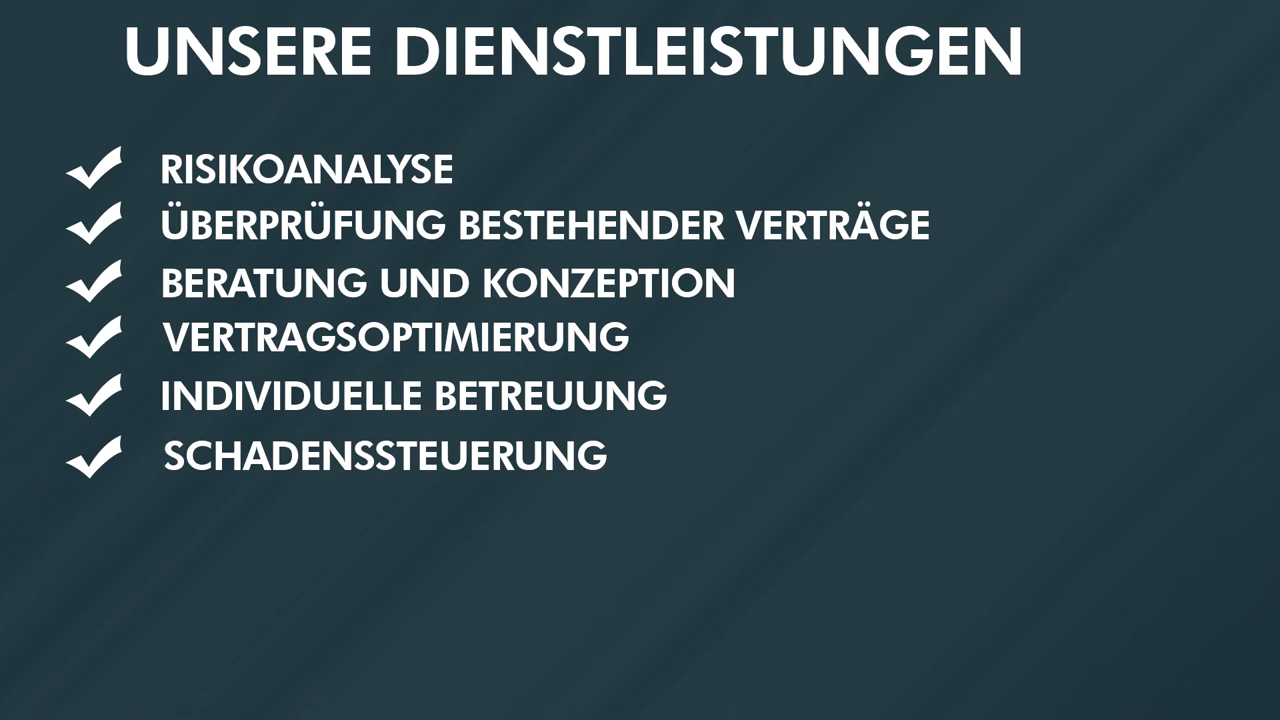 UNSERE DIENSTLEISTUNGEN
RISIKOANALYSE
ÜBERPRÜFUNG BESTEHENDER VERTRÄGE
BERATUNG UND KONZEPTION
VERTRAGSOPTIMIERUNG
INDIVIDUELLE BETREUUNG
SCHADENSSTEUERUNG